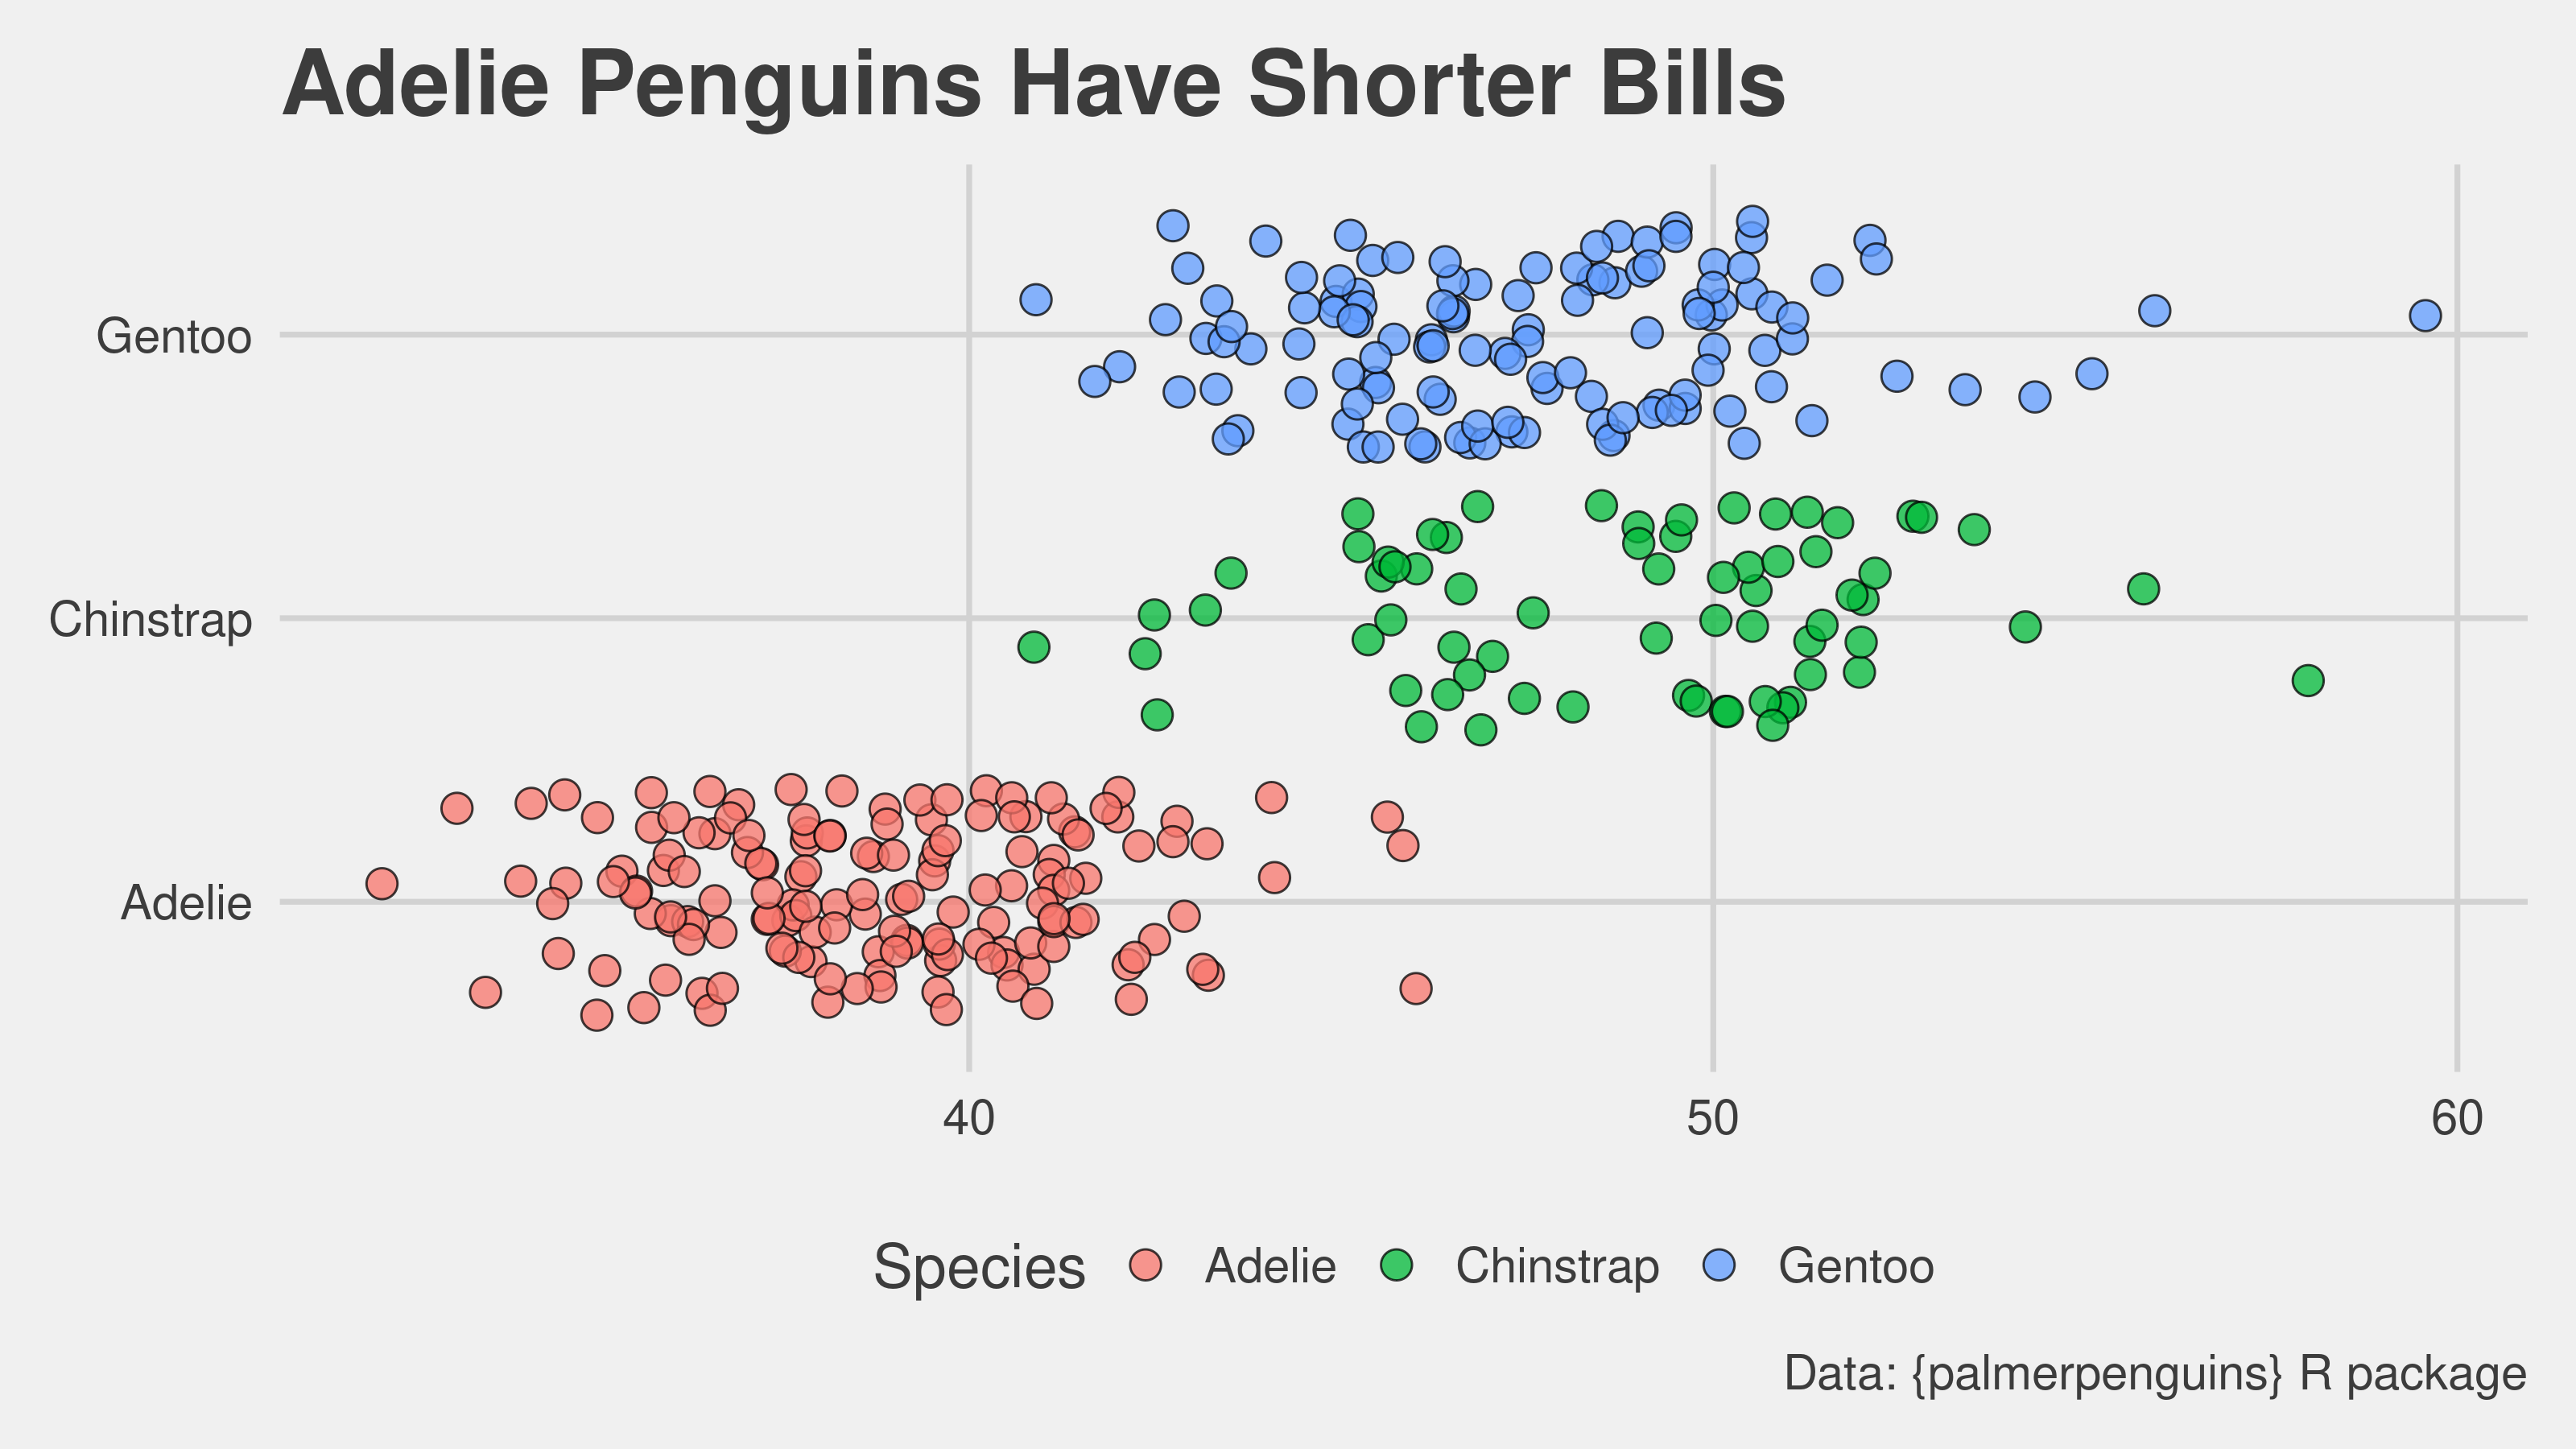 Adelie Penguins Have Shorter Bills
Gentoo
Chinstrap
Adelie
40 50 60
Species Adelie Chinstrap Gentoo
Data: {palmerpenguins} R package